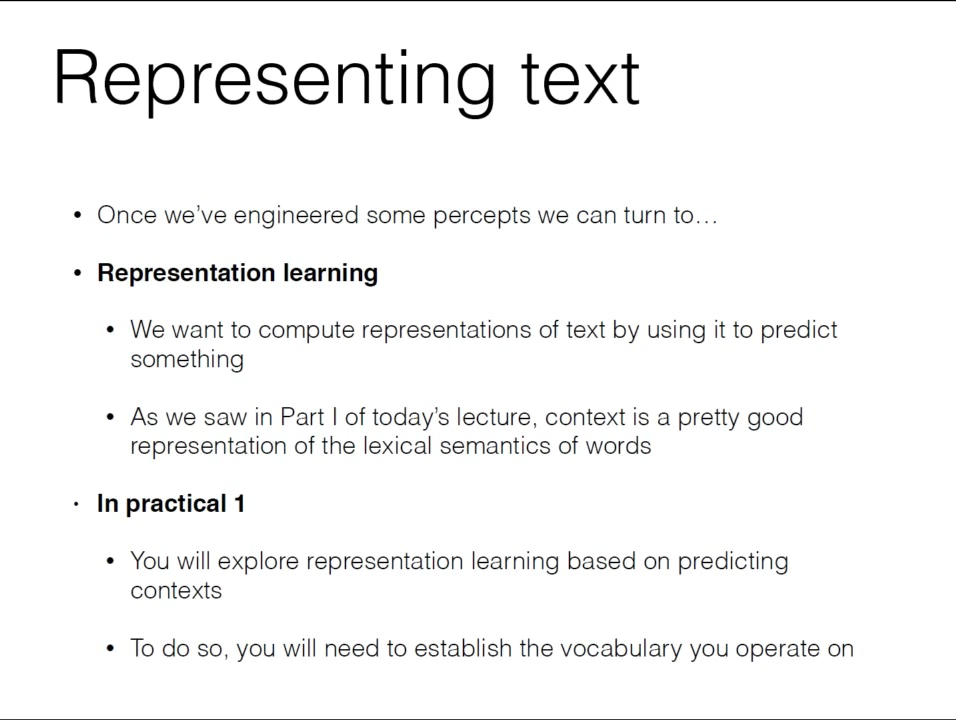 Representing text
• Once we’ve engineered some percepts we can turn to…
• Representation learning
• We want to compute representations of text by using it to predict
something
• As we saw in Part I of today’s lecture, context is a pretty good
representation of the lexical semantics of words
• In practical 1
• You will explore representation learning based on predicting
contexts
• To do so, you will need to establish the vocabulary you operate on